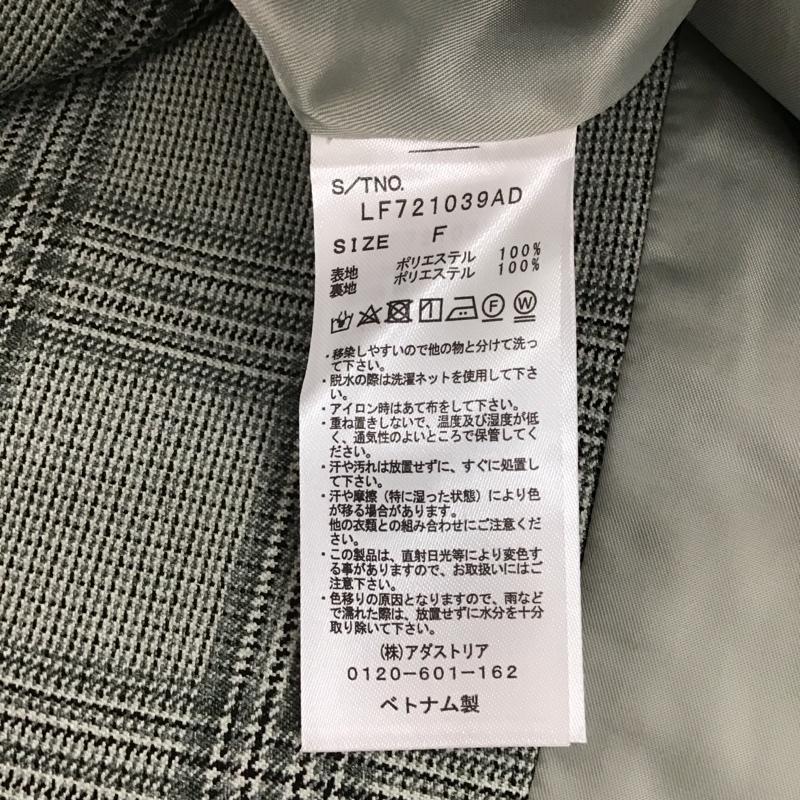 S/TNO.
LF721039AD
SIZE F
表地 ポリエステル 100%
裏地 ポリエステル 100%
F W
・移染しやすいので他の物と分けて洗っ
て下さい。
・脱水の際は洗濯ネットを使用して下さ
い。
・アイロン時はあて布をして下さい。
・重ね置きしないで、温度及び湿度が低
く、通気性のよいところで保管してく
ださい。
・汗や汚れは放置せずに、すぐに処置し
て下さい。
・汗や摩擦（特に湿った状態）により色
が移る場合があります。
他の衣類との組み合わせにご注意くだ
さい。
・この製品は、直射日光等により変色す
る事がありますので、お取扱いにはご
注意下さい。
・色移りの原因となりますので、雨など
で濡れた際は、放置せずに水分を十分
取り除いて下さい。
(株)アダストリア
0120-601-162
ベトナム製